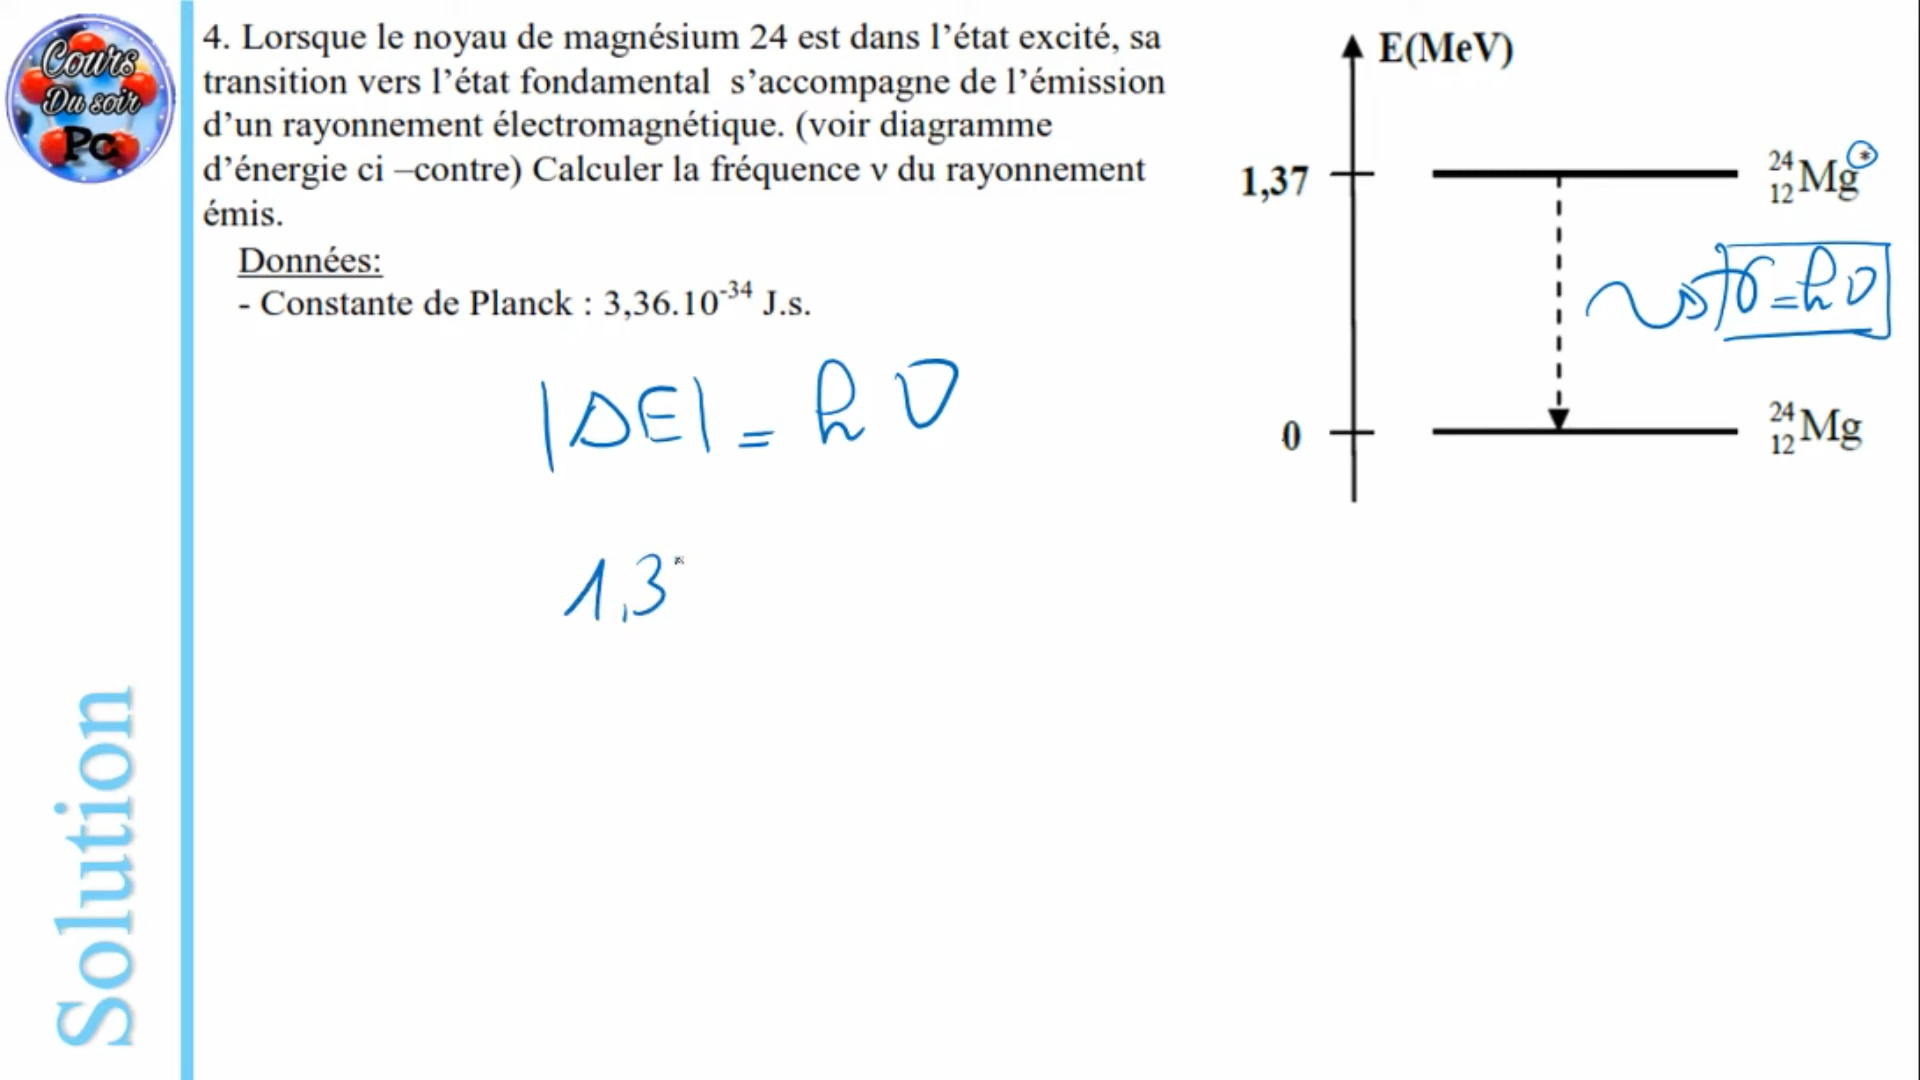 Cours
Du soir
Pc
4. Lorsque le noyau de magnésium 24 est dans l’état excité, sa
transition vers l’état fondamental s’accompagne de l’émission
d’un rayonnement électromagnétique. (voir diagramme
d’énergie ci –contre) Calculer la fréquence ν du rayonnement
émis.
Données:
- Constante de Planck : 3,36.10⁻³⁴ J.s.
|ΔE| = h ν
1,3
E(MeV)
1,37
²⁴₁₂Mg*
γ = h ν
0
²⁴₁₂Mg
Solution